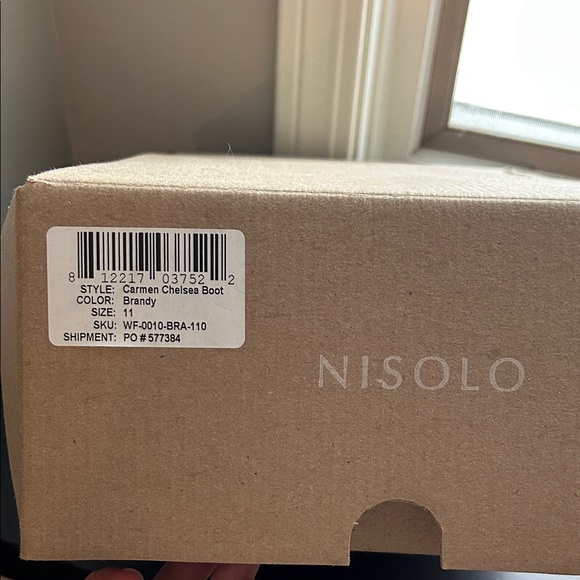 8 12217 03752 2
STYLE: Carmen Chelsea Boot
COLOR: Brandy
SIZE: 11
SKU: WF-0010-BRA-110
SHIPMENT: PO # 577384
NISOLO